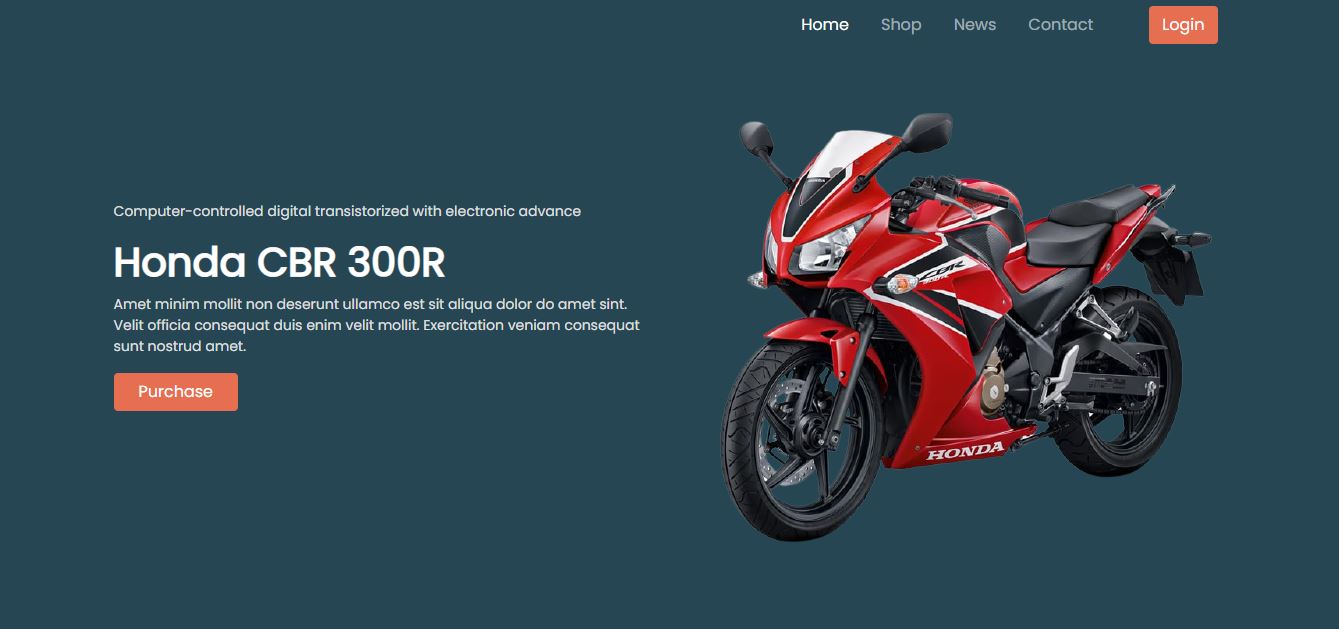 Home Shop News Contact Login
Computer-controlled digital transistorized with electronic advance
Honda CBR 300R
Amet minim mollit non deserunt ullamco est sit aliqua dolor do amet sint.
Velit officia consequat duis enim velit mollit. Exercitation veniam consequat
sunt nostrud amet.
Purchase
CBR
HONDA